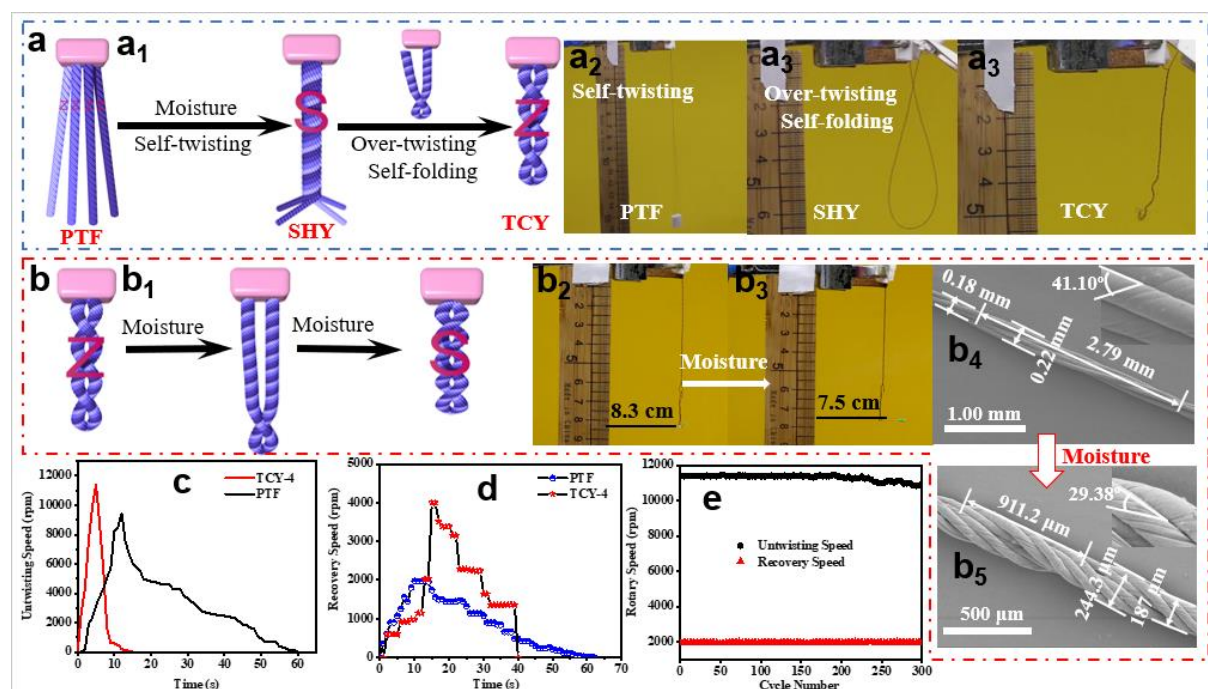 a
a1
Z
Moisture
Self-twisting
PTF
S
SHY
Over-twisting
Self-folding
Z
TCY
a2
Self-twisting
PTF
a3
Over-twisting
Self-folding
SHY
a3
TCY
b
b1
Z
Moisture
Moisture
S
b2
8.3 cm
Moisture
b3
7.5 cm
b4
0.18 mm
41.10°
0.22 mm
2.79 mm
1.00 mm
Moisture
b5
911.2 μm
29.38°
244.3 μm
187 μm
500 μm
c
TCY-4
PTF
Untwisting Speed (rpm)
12000
10000
8000
6000
4000
2000
0
0 10 20 30 40 50 60
Time (s)
d
PTF
TCY-4
Recovery Speed (rpm)
5000
4000
3000
2000
1000
0
0 10 20 30 40 50 60 70
Time (s)
e
Untwisting Speed
Recovery Speed
Rotary Speed (rpm)
12000
10000
8000
6000
4000
2000
0 50 100 150 200 250 300
Cycle Number